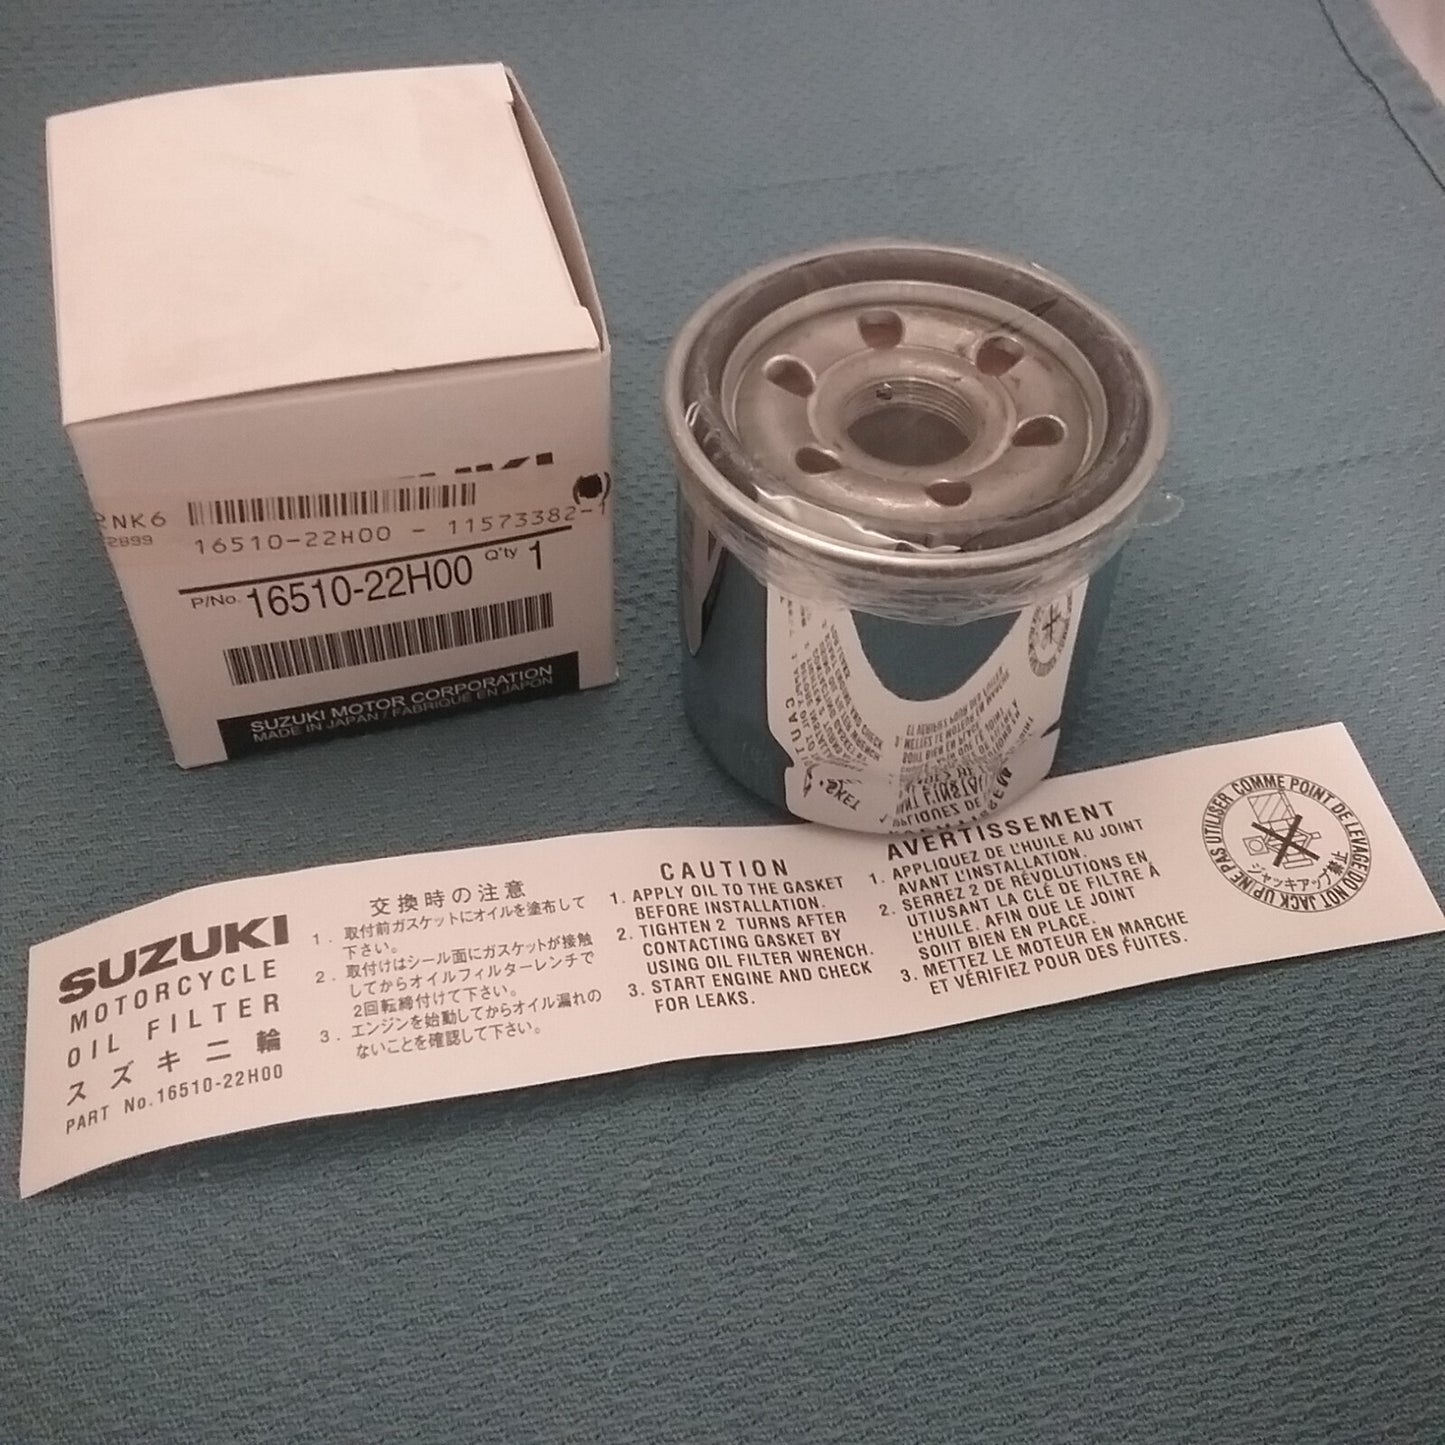 2NK6
2899
16510-22H00 - 11573382-1
P/No. 16510-22H00 Q'ty 1
SUZUKI MOTOR CORPORATION
MADE IN JAPAN / FABRIQUÉ EN JAPON
SUZUKI
MOTORCYCLE
OIL FILTER
スズキ二輪
PART No.16510-22H00
交換時の注意
1. 取付前ガスケットにオイルを塗布して
下さい。
2. 取付けはシール面にガスケットが接触
してからオイルフィルターレンチで
2回転締付けて下さい。
3. エンジンを始動してからオイル漏れの
ないことを確認して下さい。
CAUTION
1. APPLY OIL TO THE GASKET
BEFORE INSTALLATION.
2. TIGHTEN 2 TURNS AFTER
CONTACTING GASKET BY
USING OIL FILTER WRENCH.
3. START ENGINE AND CHECK
FOR LEAKS.
AVERTISSEMENT
1. APPLIQUEZ DE L'HUILE AU JOINT
AVANT L'INSTALLATION.
2. SERREZ 2 DE RÉVOLUTIONS EN
UTIUSANT LA CLÉ DE FILTRE À
L'HUILE. AFIN OUE LE JOINT
SOIT BIEN EN PLACE.
3. METTEZ LE MOTEUR EN MARCHE
ET VÉRIFIEZ POUR DES FUITES.
NE PAS UTILISER COMME POINT DE LEVAGE/DO NOT JACK UP/
ジャッキアップ禁止